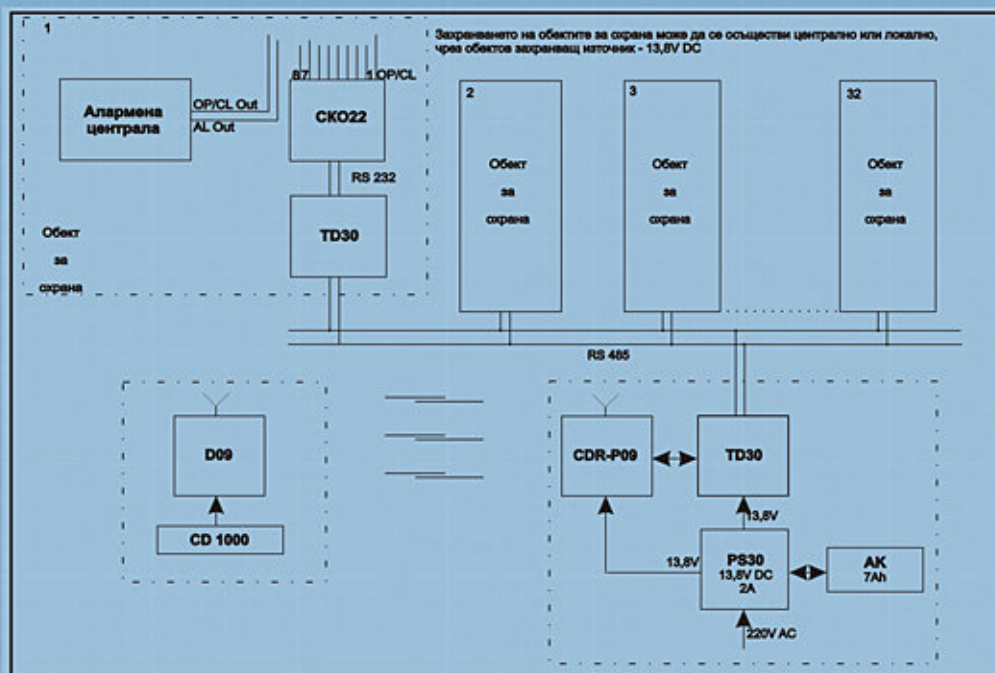 1
Захранването на обектите за охрана може да се осъществи централно или локално,
чрез обектов захранващ източник - 13,8V DC
Алармена
централа
OP/CL Out
AL Out
8 7
1 OP/CL
СКО22
RS 232
TD30
Обект
за
охрана
2
Обект
за
охрана
3
Обект
за
охрана
32
Обект
за
охрана
RS 485
D09
CD 1000
CDR-P09
TD30
13,8V
13,8V
PS30
13,8V DC
2A
AK
7Ah
220V AC